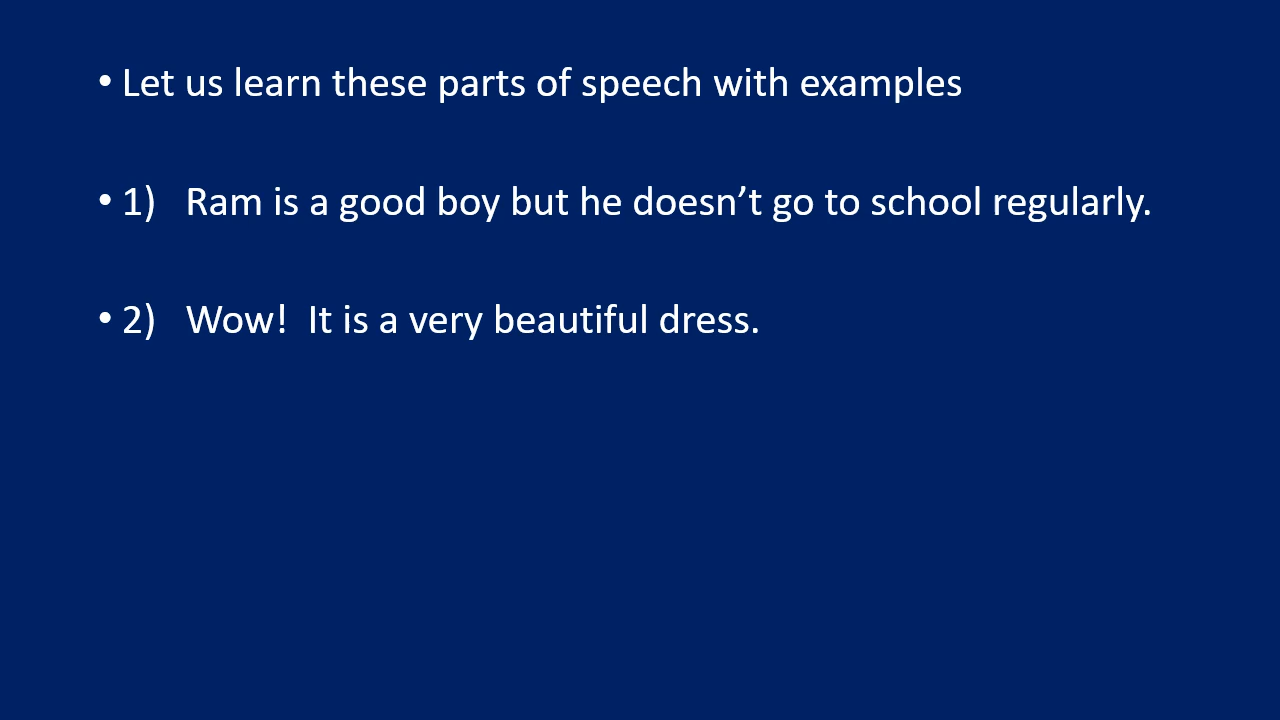 • Let us learn these parts of speech with examples
• 1)   Ram is a good boy but he doesn’t go to school regularly.
• 2)   Wow!  It is a very beautiful dress.